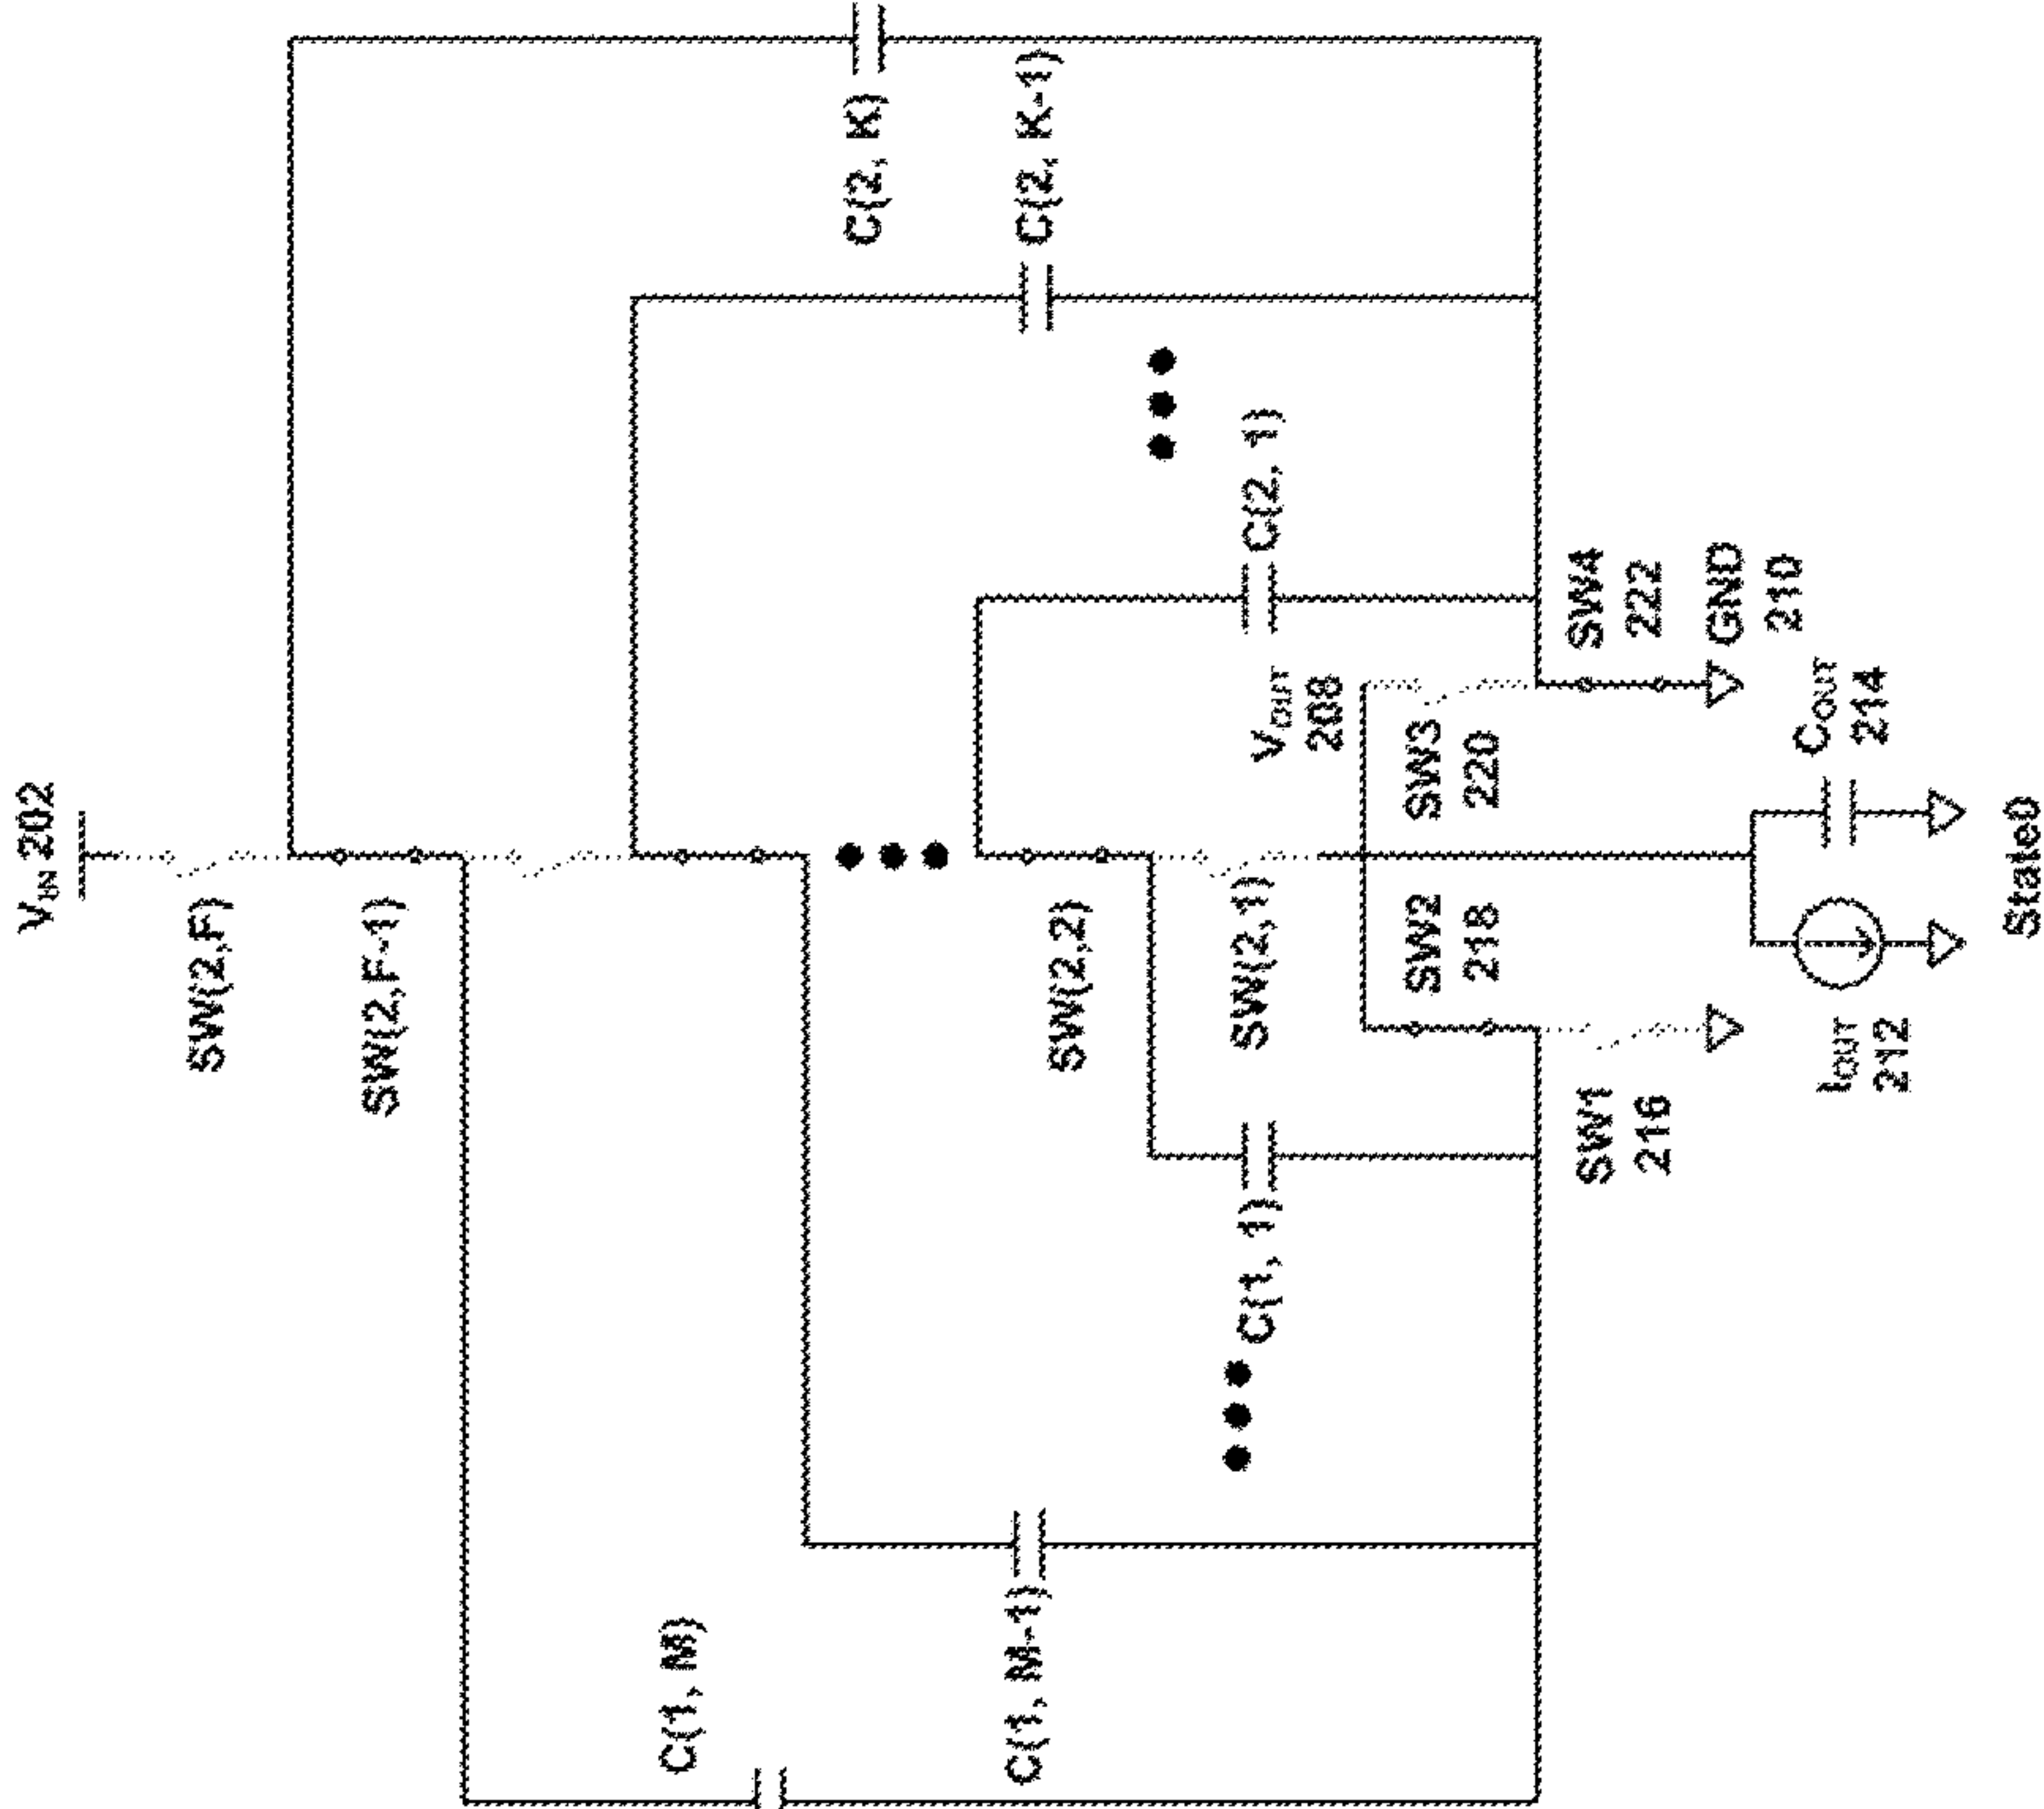 V_IN 202
SW(2,F)
SW(2,F-1)
SW(2,2)
SW(2,1)
C(1, M)
C(1, M-1)
C(1, 1)
C(2, K)
C(2, K-1)
C(2, 1)
V_OUT
208
SW2
218
SW3
220
SW1
216
SW4
222
GND
210
I_OUT
212
C_OUT
214
State0